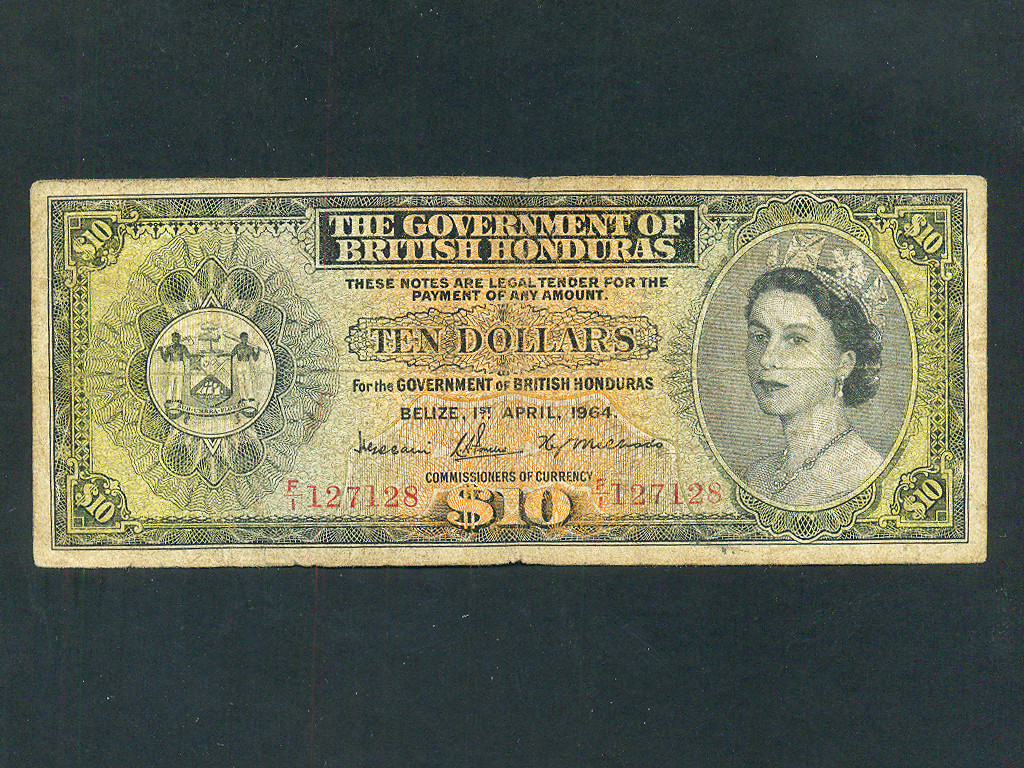 $10
$10
THE GOVERNMENT OF
BRITISH HONDURAS
THESE NOTES ARE LEGAL TENDER FOR THE
PAYMENT OF ANY AMOUNT.
TEN DOLLARS
For the GOVERNMENT of BRITISH HONDURAS
BELIZE, 1ST APRIL, 1964.
COMMISSIONERS OF CURRENCY
F/1 127128
F/1 127128
$10
$10
$10